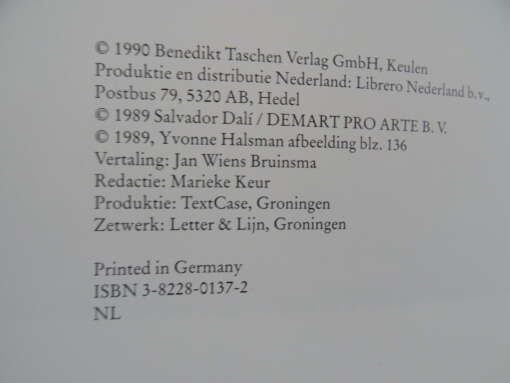 © 1990 Benedikt Taschen Verlag GmbH, Keulen
Produktie en distributie Nederland: Librero Nederland b.v.,
Postbus 79, 5320 AB, Hedel
© 1989 Salvador Dalí / DEMART PRO ARTE B. V.
© 1989, Yvonne Halsman afbeelding blz. 136
Vertaling: Jan Wiens Bruinsma
Redactie: Marieke Keur
Produktie: TextCase, Groningen
Zetwerk: Letter & Lijn, Groningen
Printed in Germany
ISBN 3-8228-0137-2
NL